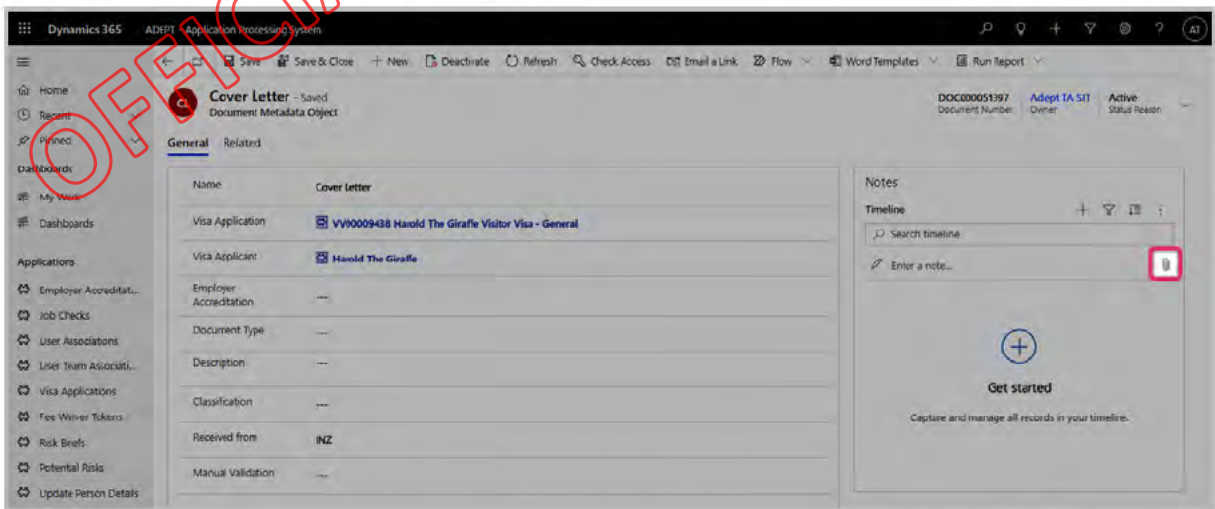 Dynamics 365 ADEPT - Application Processing System AT
Save Save & Close + New Deactivate Refresh Check Access Email a Link Flow Word Templates Run Report
Home
Recent
Pinned
Dashboards
My Work
Dashboards
Applications
Employer Accreditati...
Job Checks
User Associations
User Team Associati...
Visa Applications
Fee Waiver Tokens
Risk Briefs
Potential Risks
Update Person Details
CL Cover Letter - Saved
Document Metadata Object
DOC000051397 Adept IA SIT Active
Document Number Owner Status Reason
General Related
Name Cover Letter
Visa Application VV90009438 Harold The Giraffe Visitor Visa - General
Visa Applicant Harold The Giraffe
Employer
Accreditation ---
Document Type ---
Description ---
Classification ---
Received from INZ
Manual Validation ---
Notes
Timeline
Search timeline
Enter a note...
Get started
Capture and manage all records in your timeline.